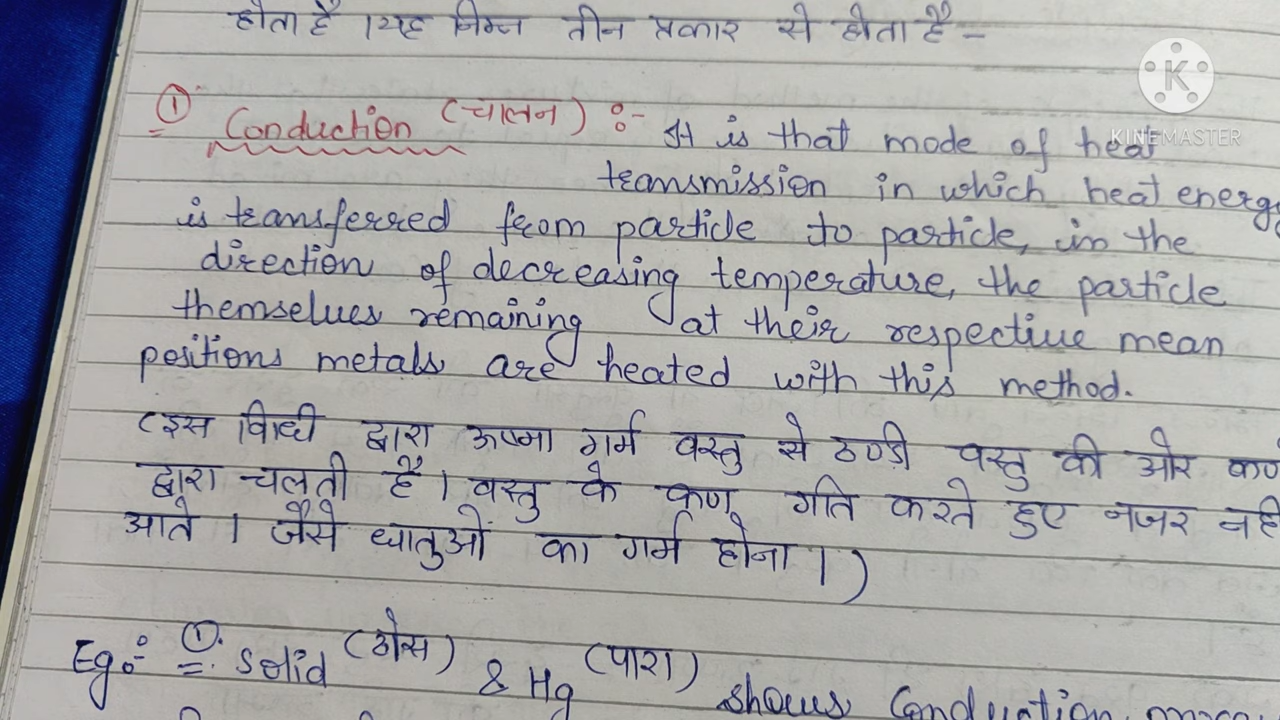 होता है ।यह निम्न तीन प्रकार से होता है –
K
KINEMASTER
① Conduction (चालन) :- It is that mode of heat
transmission in which heat energy
is transferred from particle to particle, in the
direction of decreasing temperature, the particle
themselves remaining at their respective mean
positions metals are heated with this method.
(इस विधी द्वारा ऊष्मा गर्म वस्तु से ठण्डी वस्तु की ओर
द्वारा चलती है । वस्तु के कण गति करते हुए नजर नही
आते । जैसे धातुओं का गर्म होना ।)
Eg:- ① Solid (ठोस) & Hg (पारा) shows Conduation